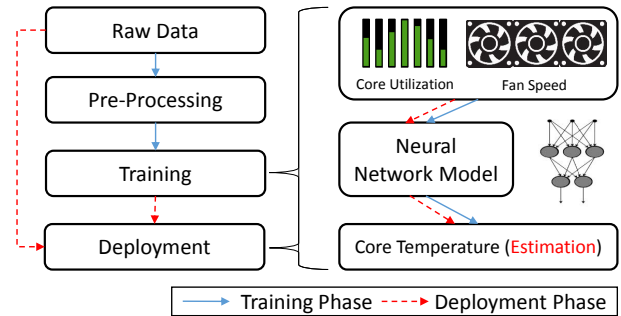 Raw Data
Pre-Processing
Training
Deployment
Core Utilization
Fan Speed
Neural
Network Model
Core Temperature (Estimation)
Training Phase
Deployment Phase